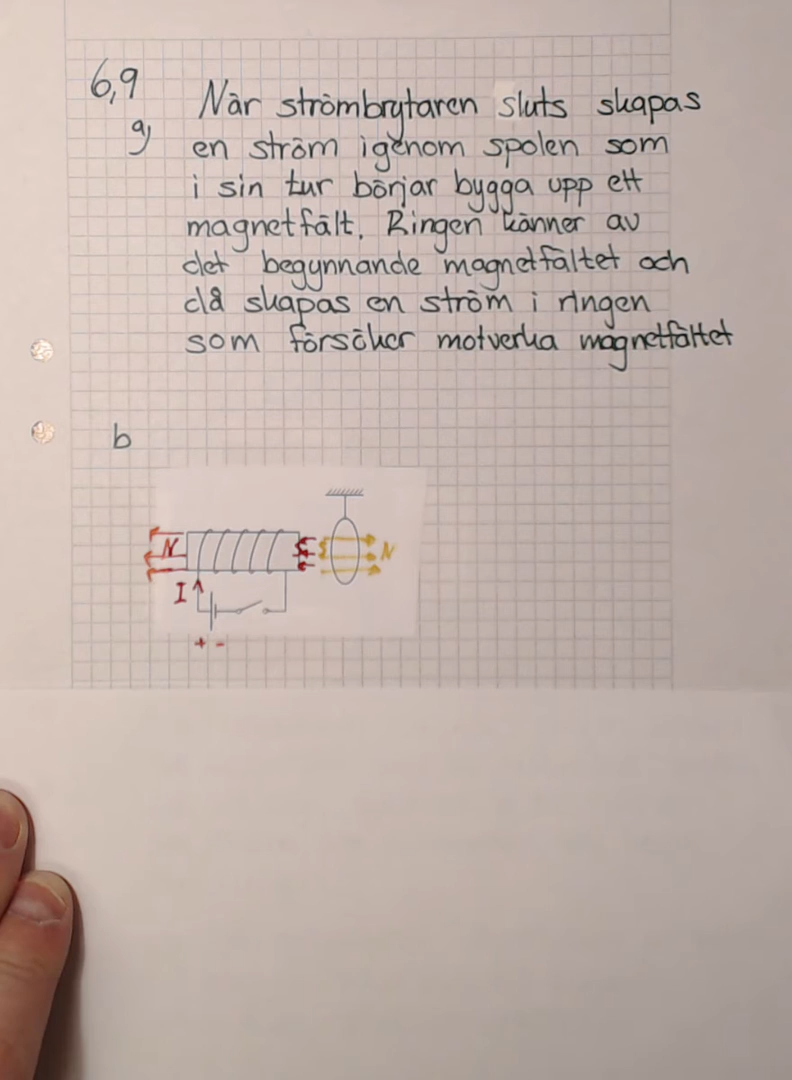 6,9
a) När strömbrytaren sluts skapas
en ström igenom spolen som
i sin tur börjar bygga upp ett
magnetfält. Ringen känner av
det begynnande magnetfältet och
då skapas en ström i ringen
som försöker motverka magnetfältet
b
N S S N
I
+ -